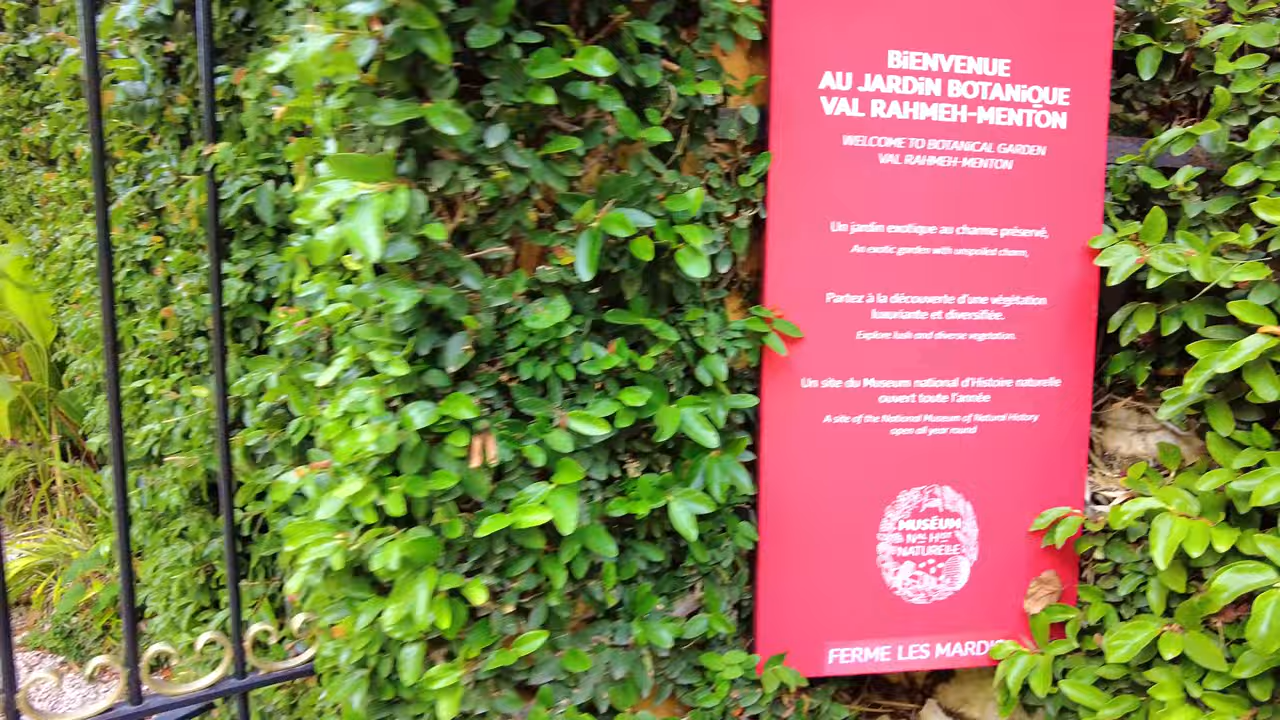 BiENVENUE
AU JARDiN BOTANiQUE
VAL RAHMEH-MENTON
WELCOME TO BOTANICAL GARDEN
VAL RAHMEH-MENTON
Un jardin exotique au charme préservé,
An exotic garden with unspoiled charm,
Partez à la découverte d'une végétation
luxuriante et diversifiée.
Explore lush and diverse vegetation.
Un site du Museum national d'Histoire naturelle
ouvert toute l'année
A site of the National Museum of Natural History
open all year round
MUSÉUM
NAL HIST
NATURELLE
FERME LES MARDIS